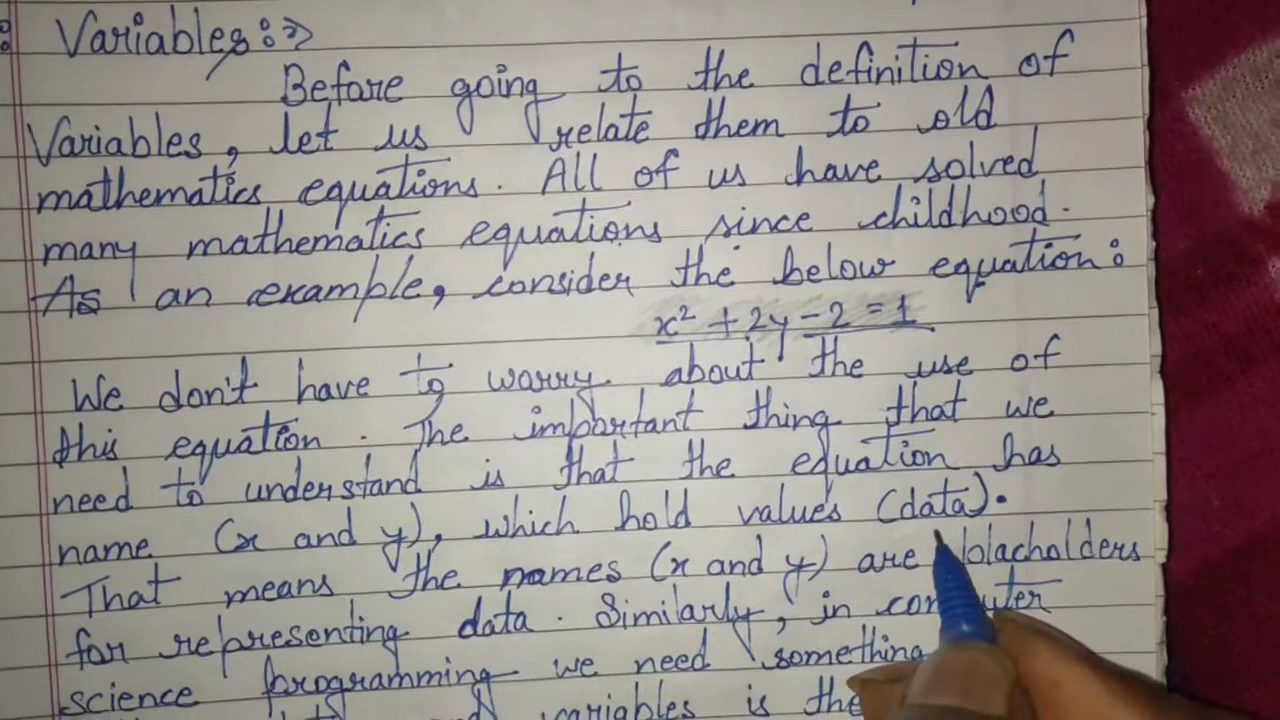 Variables:→
Before going to the definition of
Variables, let us relate them to old
mathematics equations. All of us have solved
many mathematics equations since childhood.
As an example, consider the below equation:
x² + 2y - 2 = 1
We don't have to worry about the use of
this equation. The important thing that we
need to understand is that the equation has
name (x and y), which hold values (data).
That means the names (x and y) are placholders
for representing data. Similarly, in computer
science programming we need something
variables is the